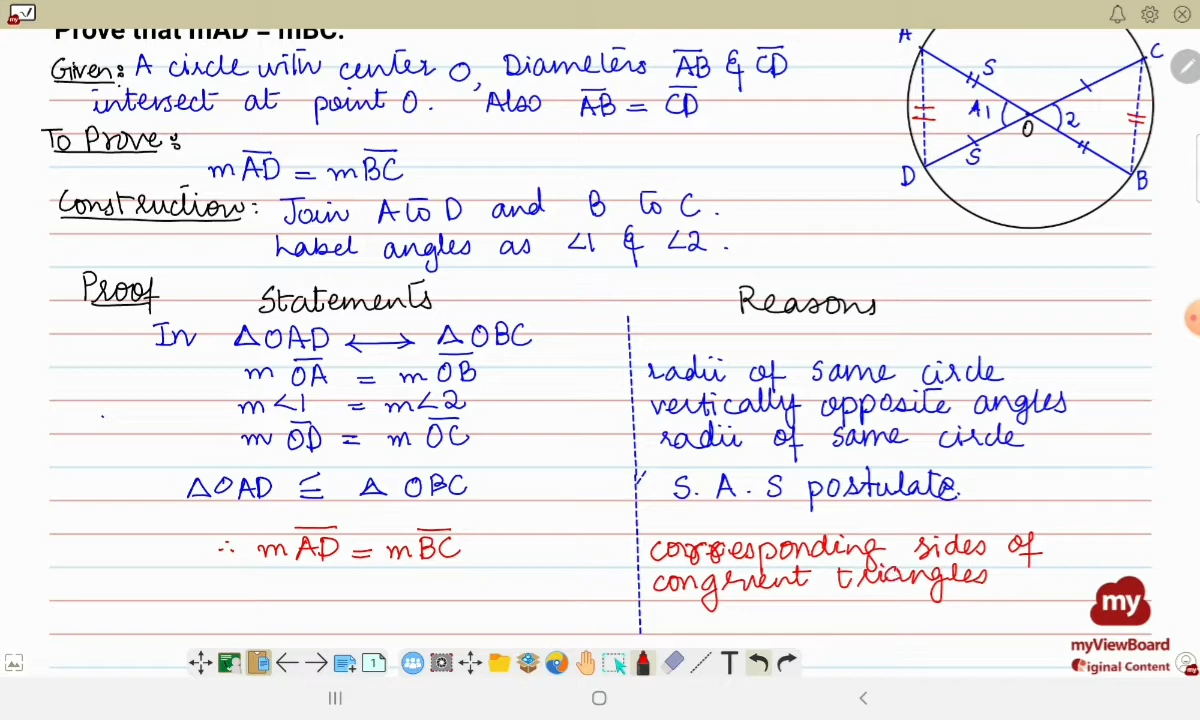 Prove that mAD = mBC.
Given: A circle with center O, Diameters AB & CD
intersect at point O. Also AB = CD
To Prove:
mAD = mBC
Construction: Join A to D and B to C.
Label angles as ∠1 & ∠2.
A
C
S
A1
2
O
S
D
B
Proof Statements Reasons
In △OAD ⟷ △OBC
m OA = m OB radii of same circle
m∠1 = m∠2 vertically opposite angles
m OD = m OC radii of same circle
△OAD ≅ △OBC S.A.S postulate.
∴ mAD = mBC corresponding sides of
congruent triangles
my
myViewBoard
Original Content